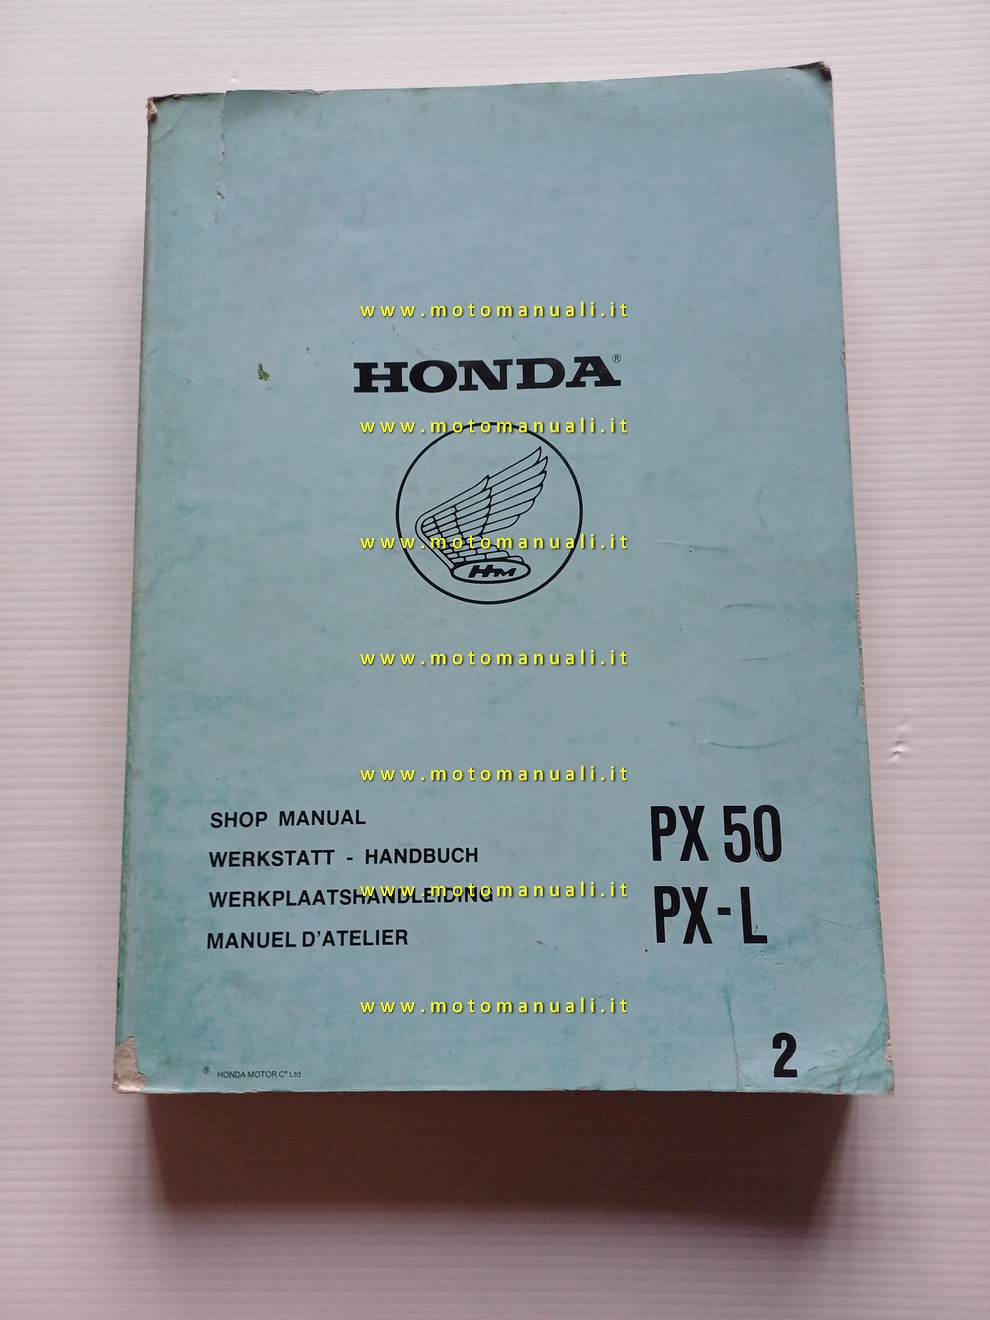 www.motomanuali.it
HONDA®
www.motomanuali.it
www.motomanuali.it
HM
www.motomanuali.it
www.motomanuali.it
SHOP MANUAL
WERKSTATT - HANDBUCH
WERKPLAATSHANDLEIDING
www.motomanuali.it
MANUEL D'ATELIER
PX 50
PX-L
www.motomanuali.it
2
® HONDA MOTOR Cº Ltd